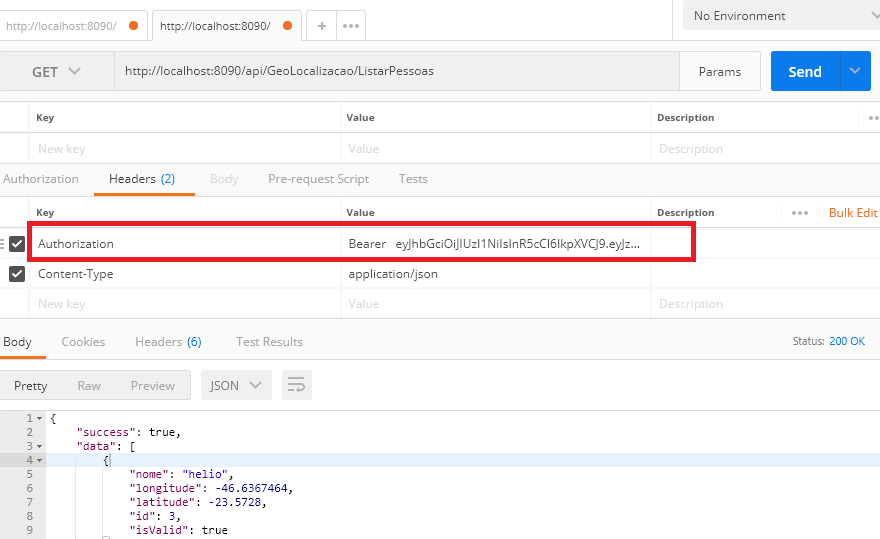 http://localhost:8090/ http://localhost:8090/ + ••• No Environment
GET http://localhost:8090/api/GeoLocalizacao/ListarPessoas Params Send
Key Value Description
New key Value Description
Authorization Headers (2) Body Pre-request Script Tests
Key Value Description ••• Bulk Edit
Authorization Bearer eyJhbGciOiJIUzI1NiIsInR5cCI6IkpXVCJ9.eyJz...
Content-Type application/json
New key Value Description
Body Cookies Headers (6) Test Results Status: 200 OK
Pretty Raw Preview JSON
1 {
2 "success": true,
3 "data": [
4 {
5 "nome": "helio",
6 "longitude": -46.6367464,
7 "latitude": -23.5728,
8 "id": 3,
9 "isValid": true